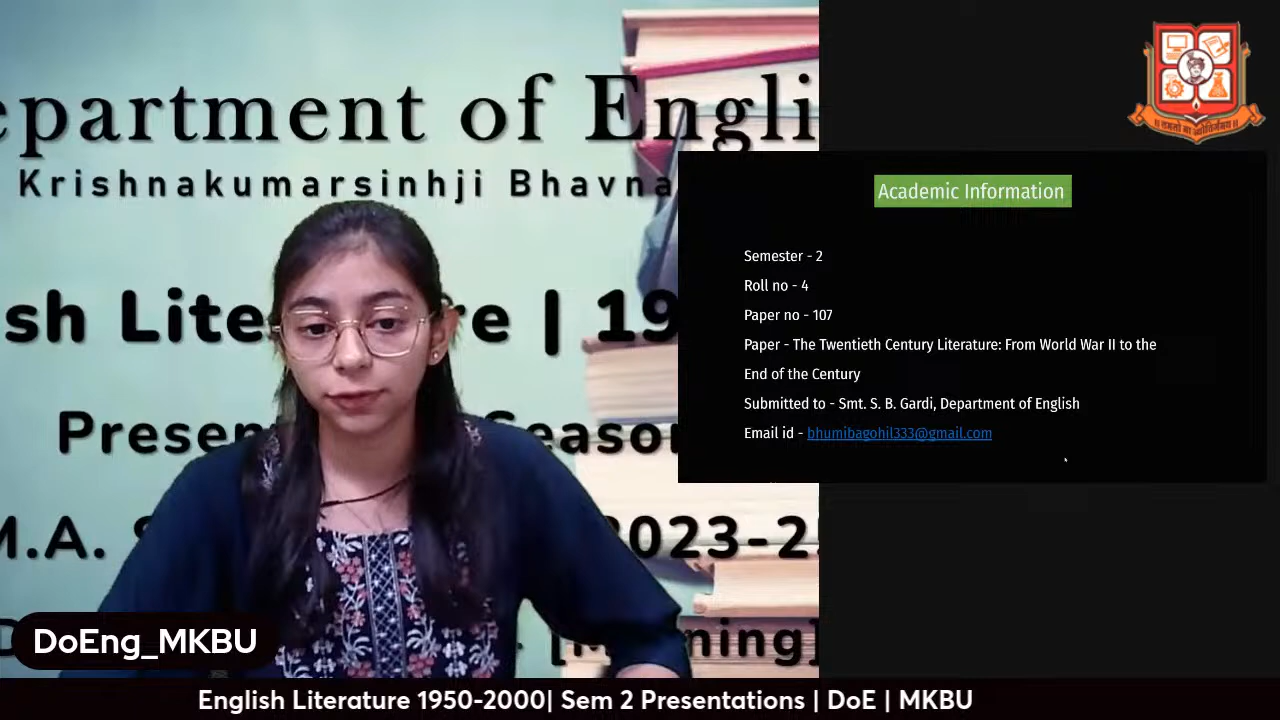 epartment of Engli
Krishnakumarsinhji Bhavna
sh Lite re | 19
Presen Seaso
M.A. S 2023-2
ning]
Academic Information
Semester - 2
Roll no - 4
Paper no - 107
Paper - The Twentieth Century Literature: From World War II to the
End of the Century
Submitted to - Smt. S. B. Gardi, Department of English
Email id - bhumibagohil333@gmail.com
DoEng_MKBU
English Literature 1950-2000| Sem 2 Presentations | DoE | MKBU